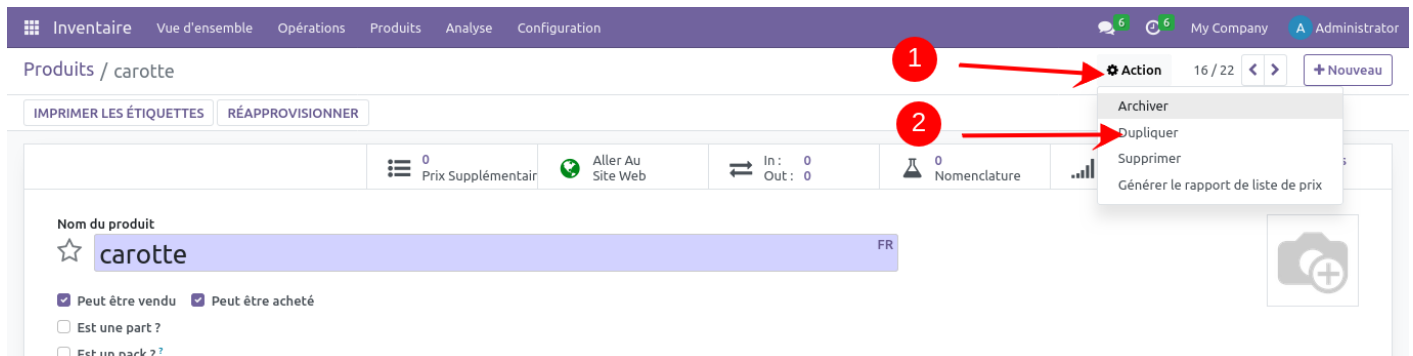 Inventaire Vue d'ensemble Opérations Produits Analyse Configuration 6 6 My Company A Administrator
Produits / carotte 1 Action 16 / 22 + Nouveau
IMPRIMER LES ÉTIQUETTES RÉAPPROVISIONNER
Archiver
2
Dupliquer
Supprimer
Générer le rapport de liste de prix
0
Prix Supplémentair
Aller Au
Site Web
In : 0
Out : 0
0
Nomenclature
Nom du produit
carotte FR
Peut être vendu Peut être acheté
Est une part ?
Est un pack ? ?